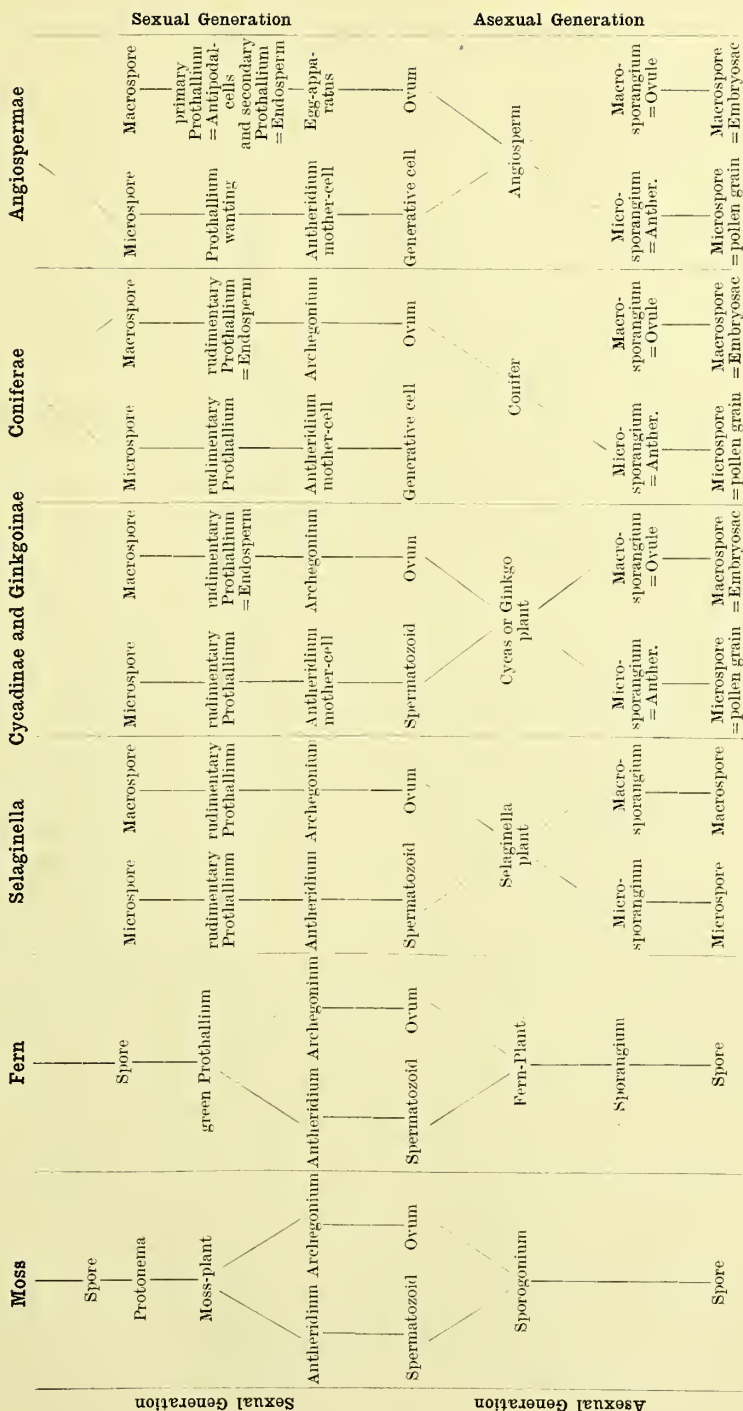 Moss
Fern
Selaginella
Cycadinae and Ginkgoinae
Coniferae
Angiospermae
Sexual Generation
Asexual Generation
Spore
Protonema
Moss-plant
Antheridium Archegonium
Spermatozoid Ovum
Sporogonium
Spore
Spore
green Prothallium
Antheridium Archegonium
Spermatozoid Ovum
Fern-Plant
Sporangium
Spore
Microspore
rudimentary
Prothallium
Antheridium
Spermatozoid
Macrospore
rudimentary
Prothallium
Archegonium
Ovum
Selaginella
plant
Micro-
sporangium
Microspore
Macro-
sporangium
Macrospore
Microspore
rudimentary
Prothallium
Antheridium
mother-cell
Spermatozoid
Macrospore
rudimentary
Prothallium
=Endosperm
Archegonium
Ovum
Cycas or Ginkgo
plant
Micro-
sporangium
= Anther.
Microspore
= pollen grain
Macro-
sporangium
= Ovule
Macrospore
= Embryosac
Microspore
rudimentary
Prothallium
Antheridium
mother-cell
Generative cell
Macrospore
rudimentary
Prothallium
= Endosperm
Archegonium
Ovum
Conifer
Micro-
sporangium
= Anther.
Microspore
= pollen grain
Macro-
sporangium
= Ovule
Macrospore
= Embryosac
Microspore
Prothallium
wanting
Antheridium
mother-cell
Generative cell
Macrospore
primary
Prothallium
=Antipodal-
cells
and secondary
Prothallium
=Endosperm
Egg-appa-
ratus
Ovum
Angiosperm
Micro-
sporangium
= Anther.
Microspore
= pollen grain
Macro-
sporangium
= Ovule
Macrospore
= Embryosac
Sexual Generation
Asexual Generation